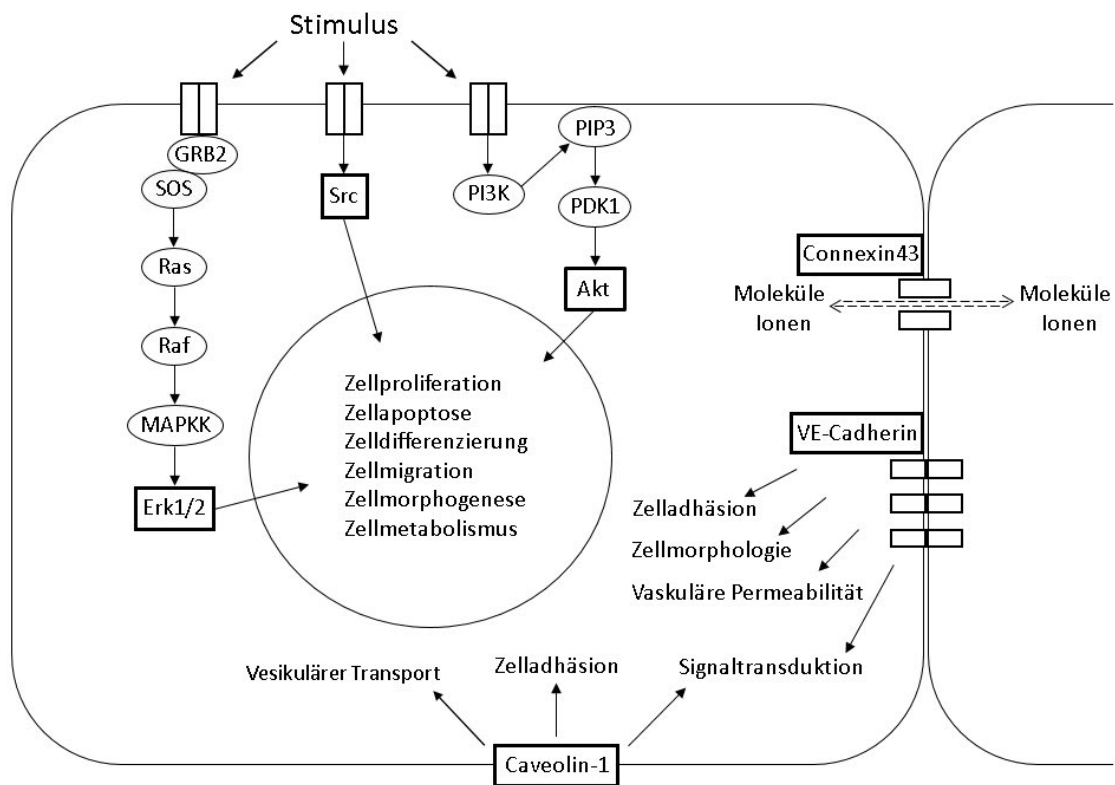 Stimulus
GRB2
SOS
Ras
Raf
MAPKK
Erk1/2
Src
PI3K
PIP3
PDK1
Akt
Zellproliferation
Zellapoptose
Zelldifferenzierung
Zellmigration
Zellmorphogenese
Zellmetabolismus
Connexin43
Moleküle
Ionen
Moleküle
Ionen
VE-Cadherin
Zelladhäsion
Zellmorphologie
Vaskuläre Permeabilität
Signaltransduktion
Vesikulärer Transport
Zelladhäsion
Caveolin-1